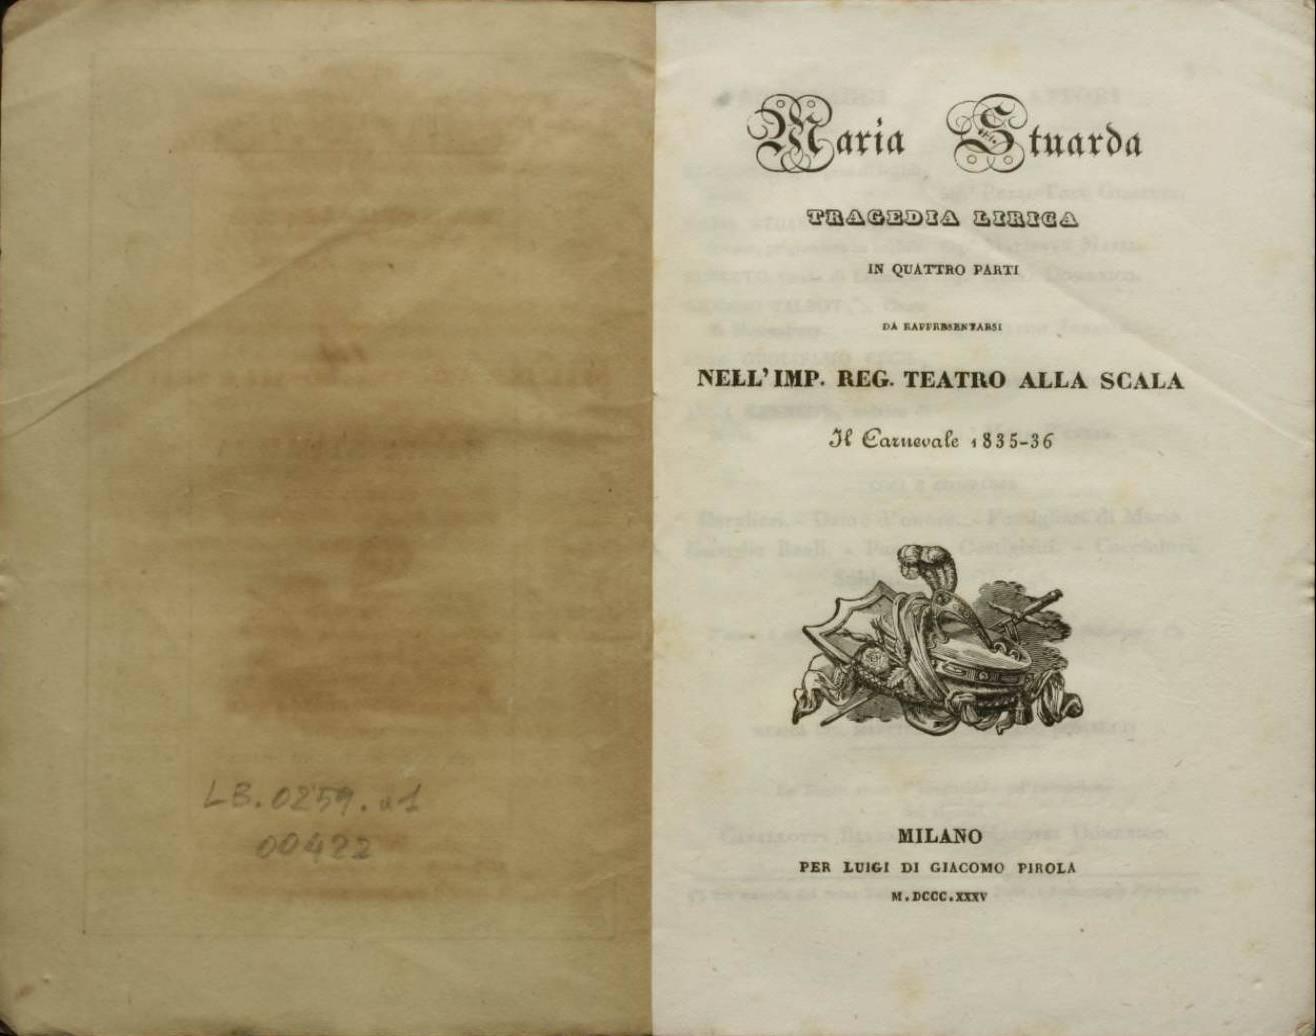 LB.0259.a1
00422
Maria Stuarda
TRAGEDIA LIRICA
IN QUATTRO PARTI
DA RAPPRESENTARSI
NELL'IMP. REG. TEATRO ALLA SCALA
Il Carnevale 1835-36
MILANO
PER LUIGI DI GIACOMO PIROLA
M.DCCC.XXXV